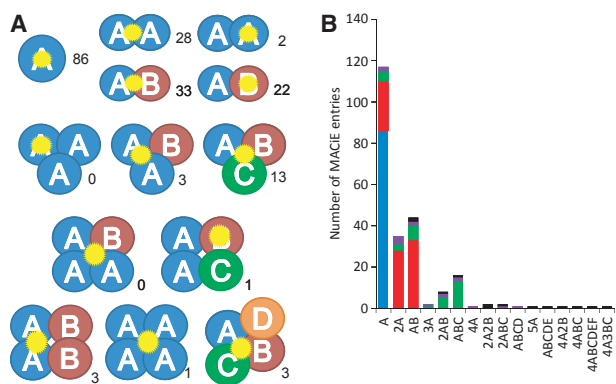 A
A 86
A A 28
A A 2
A B 33
A B 22
A A A 0
A B A 3
A B C 13
A B A A 0
A B A C 1
A B A B 3
A A A A 1
A D B C 3
B
Number of MACiE entries
140
120
100
80
60
40
20
0
A 2A AB 3A 2AB ABC 4A 2A2B 2ABC ABCD 5A ABCDE 4A2B 4ABC 4ABCDEF 4A3BC